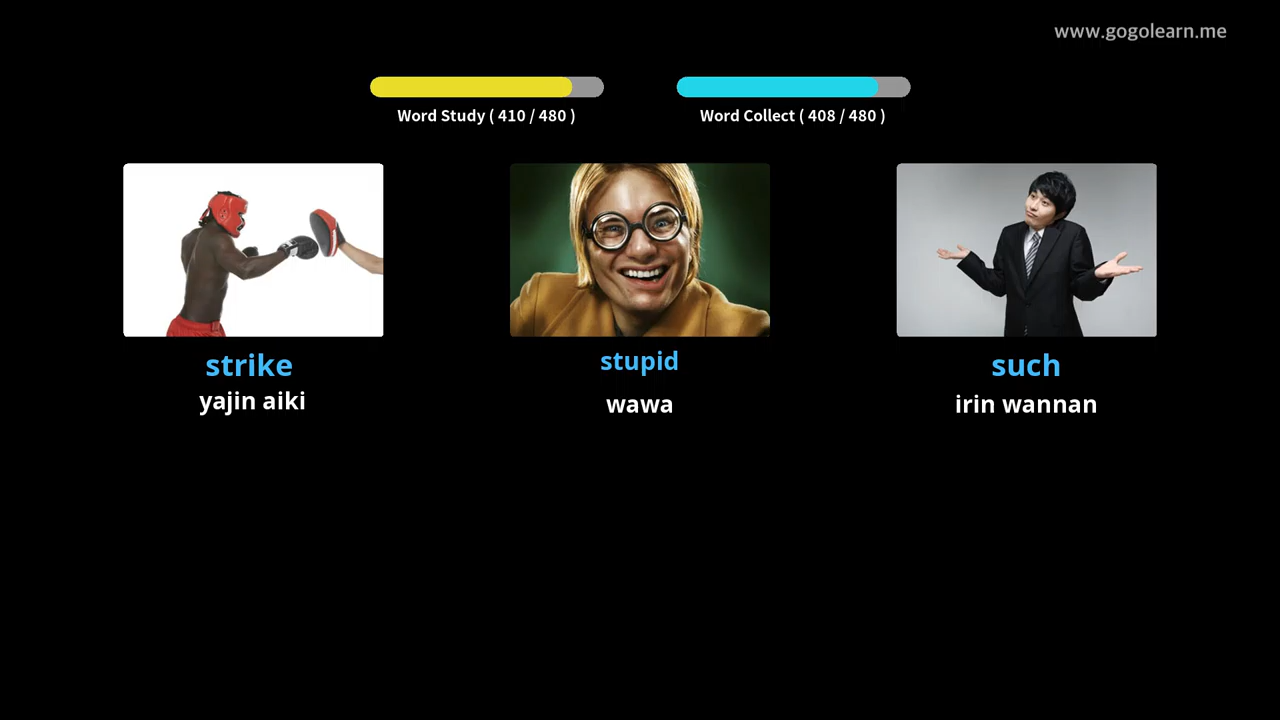 www.gogolearn.me
Word Study ( 410 / 480 )
Word Collect ( 408 / 480 )
strike
stupid
such
yajin aiki
wawa
irin wannan